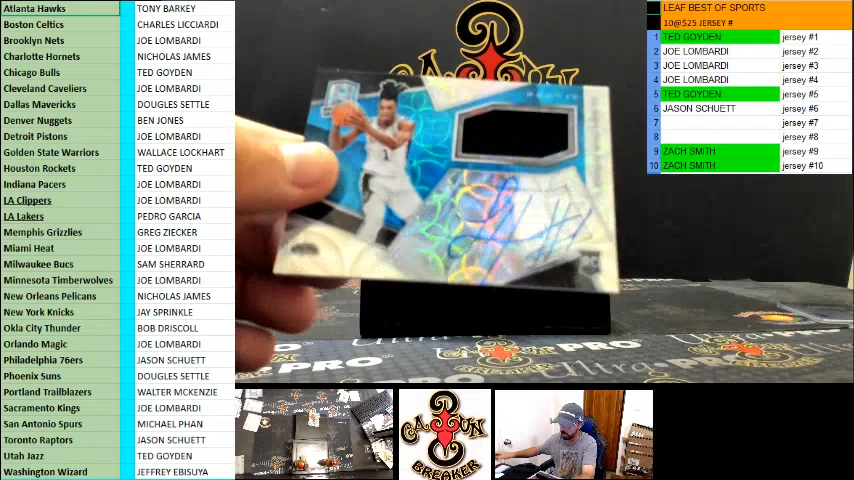 Atlanta Hawks TONY BARKEY
Boston Celtics CHARLES LICCIARDI
Brooklyn Nets JOE LOMBARDI
Charlotte Hornets NICHOLAS JAMES
Chicago Bulls TED GOYDEN
Cleveland Cavaliers JOE LOMBARDI
Dallas Mavericks DOUGLES SETTLE
Denver Nuggets BEN JONES
Detroit Pistons JOE LOMBARDI
Golden State Warriors WALLACE LOCKHART
Houston Rockets TED GOYDEN
Indiana Pacers JOE LOMBARDI
LA Clippers JOE LOMBARDI
LA Lakers PEDRO GARCIA
Memphis Grizzlies GREG ZIECKER
Miami Heat JOE LOMBARDI
Milwaukee Bucs SAM SHERRARD
Minnesota Timberwolves JOE LOMBARDI
New Orleans Pelicans NICHOLAS JAMES
New York Knicks JAY SPRINKLE
Okla City Thunder BOB DRISCOLL
Orlando Magic JOE LOMBARDI
Philadelphia 76ers JASON SCHUETT
Phoenix Suns DOUGLES SETTLE
Portland Trailblazers WALTER MCKENZIE
Sacramento Kings JOE LOMBARDI
San Antonio Spurs MICHAEL PHAN
Toronto Raptors JASON SCHUETT
Utah Jazz TED GOYDEN
Washington Wizard JEFFREY EBISUYA
LEAF BEST OF SPORTS
10@$25 JERSEY #
1 TED GOYDEN jersey #1
2 JOE LOMBARDI jersey #2
3 JOE LOMBARDI jersey #3
4 JOE LOMBARDI jersey #4
5 TED GOYDEN jersey #5
6 JASON SCHUETT jersey #6
7 jersey #7
8 jersey #8
9 ZACH SMITH jersey #9
10 ZACH SMITH jersey #10
1
RC
PRO
PRO
Ultra
PRO
CAJUN
BREAKER